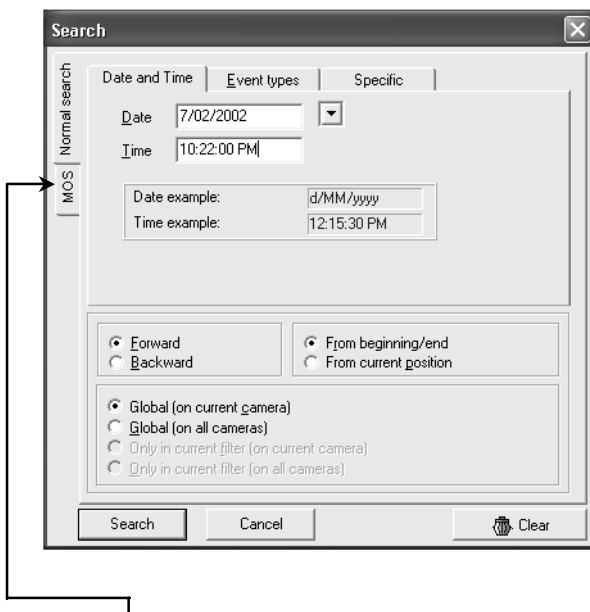 Search
Normal search
MOS
Date and Time Event types Specific
Date 7/02/2002
Time 10:22:00 PM
Date example: d/MM/yyyy
Time example: 12:15:30 PM
Forward
Backward
From beginning/end
From current position
Global (on current camera)
Global (on all cameras)
Only in current filter (on current camera)
Only in current filter (on all cameras)
Search Cancel Clear